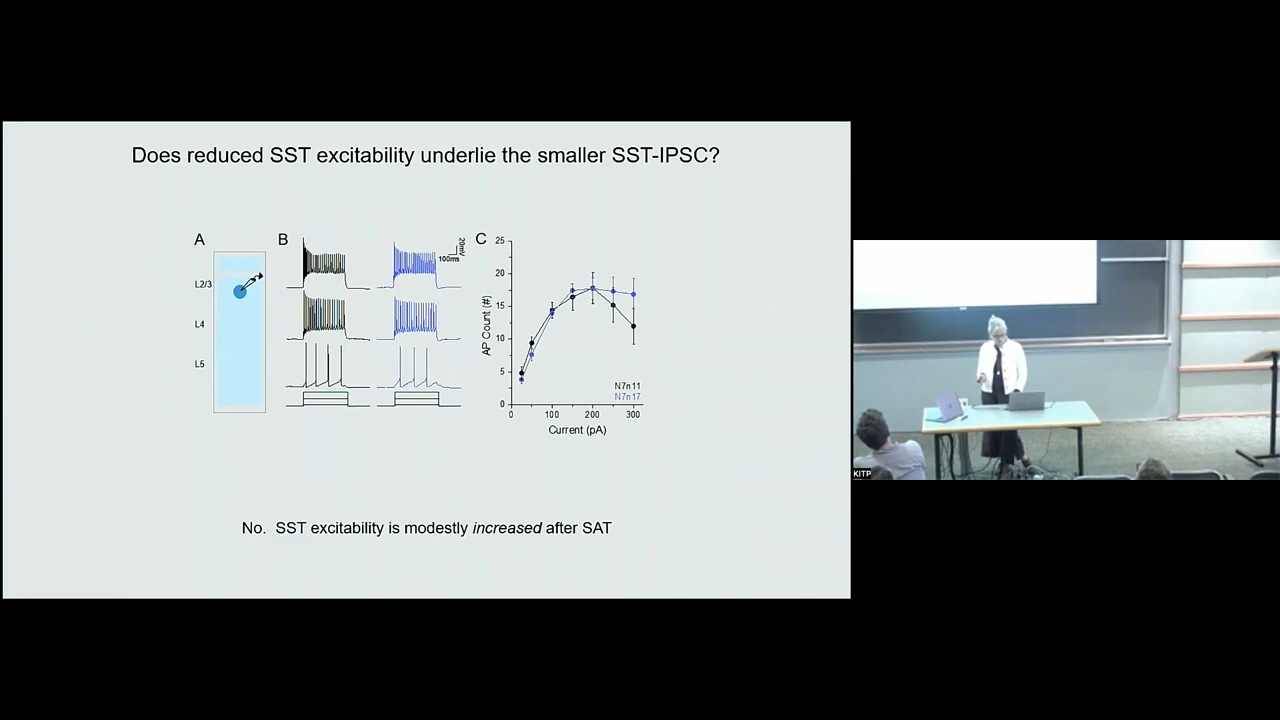 Does reduced SST excitability underlie the smaller SST-IPSC?
A
B
C
L2/3
L4
L5
20mV
100ms
25
20
15
10
5
0
AP Count (#)
N7n11
N7n17
0
100
200
300
Current (pA)
No. SST excitability is modestly increased after SAT
KITP